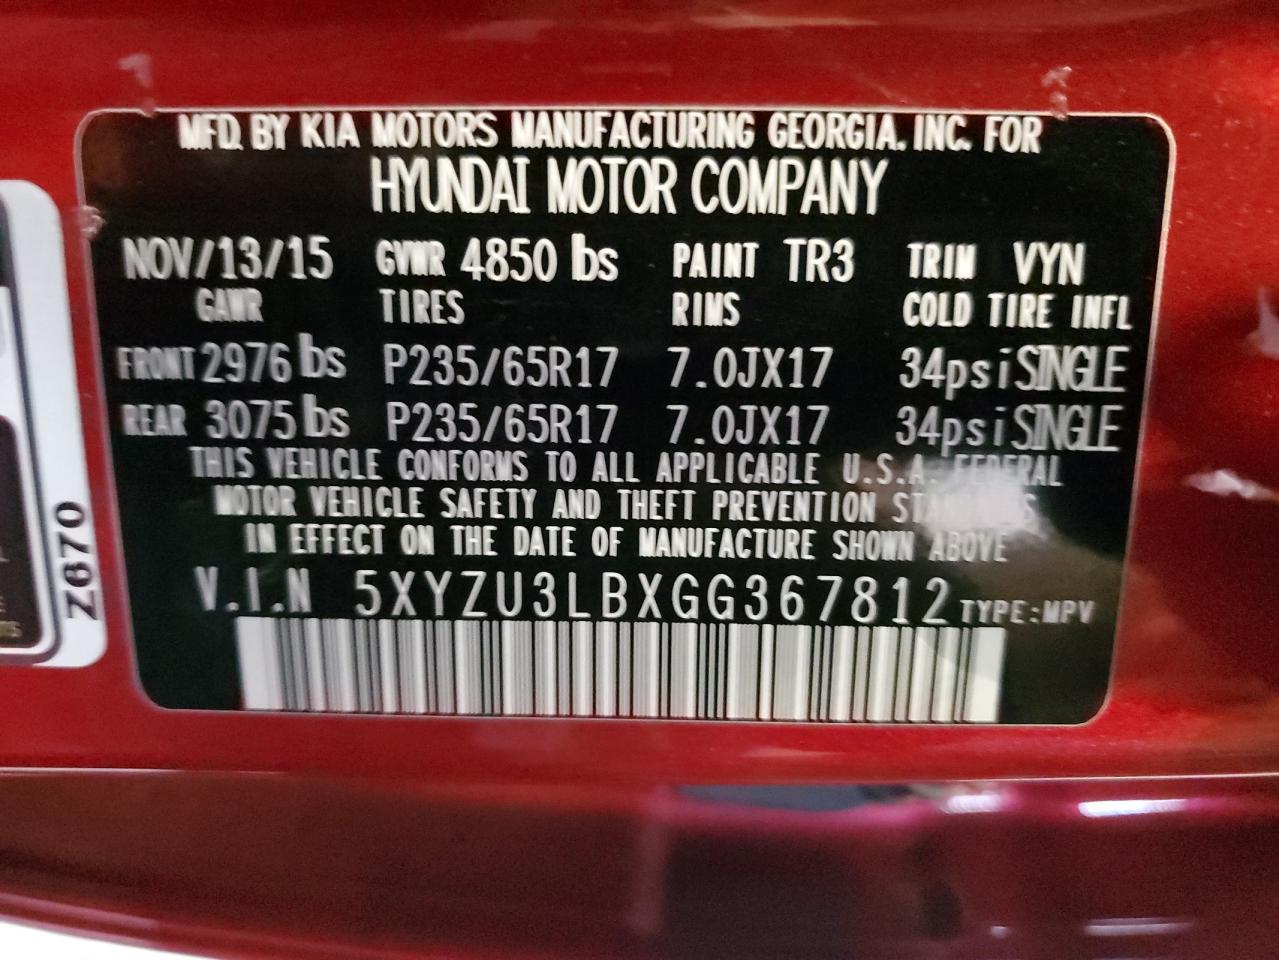 MFD. BY KIA MOTORS MANUFACTURING GEORGIA, INC. FOR
HYUNDAI MOTOR COMPANY
NOV/13/15 GVWR 4850 lbs PAINT TR3 TRIM VYN
GAWR TIRES RIMS COLD TIRE INFL
FRONT 2976 lbs P235/65R17 7.0JX17 34psi SINGLE
REAR 3075 lbs P235/65R17 7.0JX17 34psi SINGLE
THIS VEHICLE CONFORMS TO ALL APPLICABLE U.S.A. FEDERAL
MOTOR VEHICLE SAFETY AND THEFT PREVENTION STANDARDS
IN EFFECT ON THE DATE OF MANUFACTURE SHOWN ABOVE
V.I.N 5XYZU3LBXGG367812 TYPE:MPV
Z670